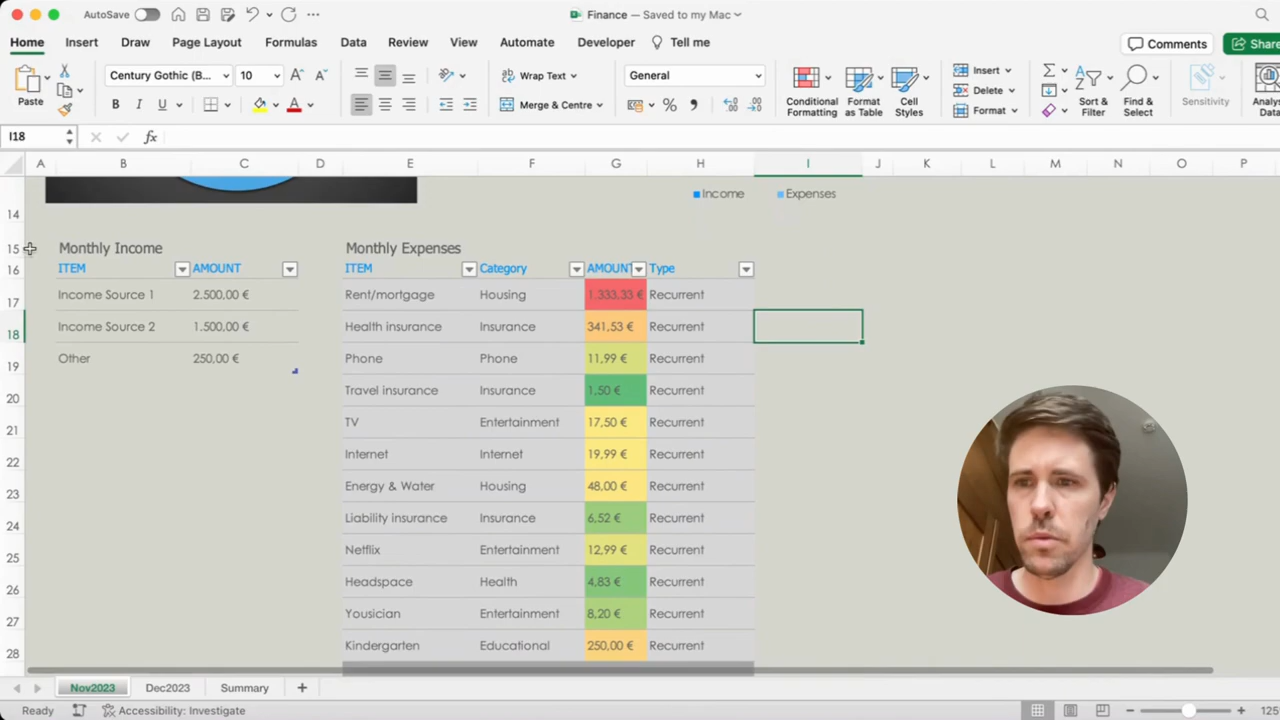 AutoSave
Finance — Saved to my Mac
Home Insert Draw Page Layout Formulas Data Review View Automate Developer Tell me Comments Share
Paste Century Gothic (B... 10 A A Wrap Text General Insert Delete Format
B I U A Merge & Centre % Conditional Formatting Format as Table Cell Styles Sort & Filter Find & Select Sensitivity
I18 fx
A B C D E F G H I J K L M N O P
Income Expenses
14
15 Monthly Income Monthly Expenses
16 ITEM AMOUNT ITEM Category AMOUNT Type
17 Income Source 1 2.500,00 € Rent/mortgage Housing 1.333,33 € Recurrent
18 Income Source 2 1.500,00 € Health insurance Insurance 341,53 € Recurrent
19 Other 250,00 € Phone Phone 11,99 € Recurrent
20 Travel insurance Insurance 1,50 € Recurrent
21 TV Entertainment 17,50 € Recurrent
22 Internet Internet 19,99 € Recurrent
23 Energy & Water Housing 48,00 € Recurrent
24 Liability insurance Insurance 6,52 € Recurrent
25 Netflix Entertainment 12,99 € Recurrent
26 Headspace Health 4,83 € Recurrent
27 Yousician Entertainment 8,20 € Recurrent
28 Kindergarten Educational 250,00 € Recurrent
Nov2023 Dec2023 Summary
Ready Accessibility: Investigate